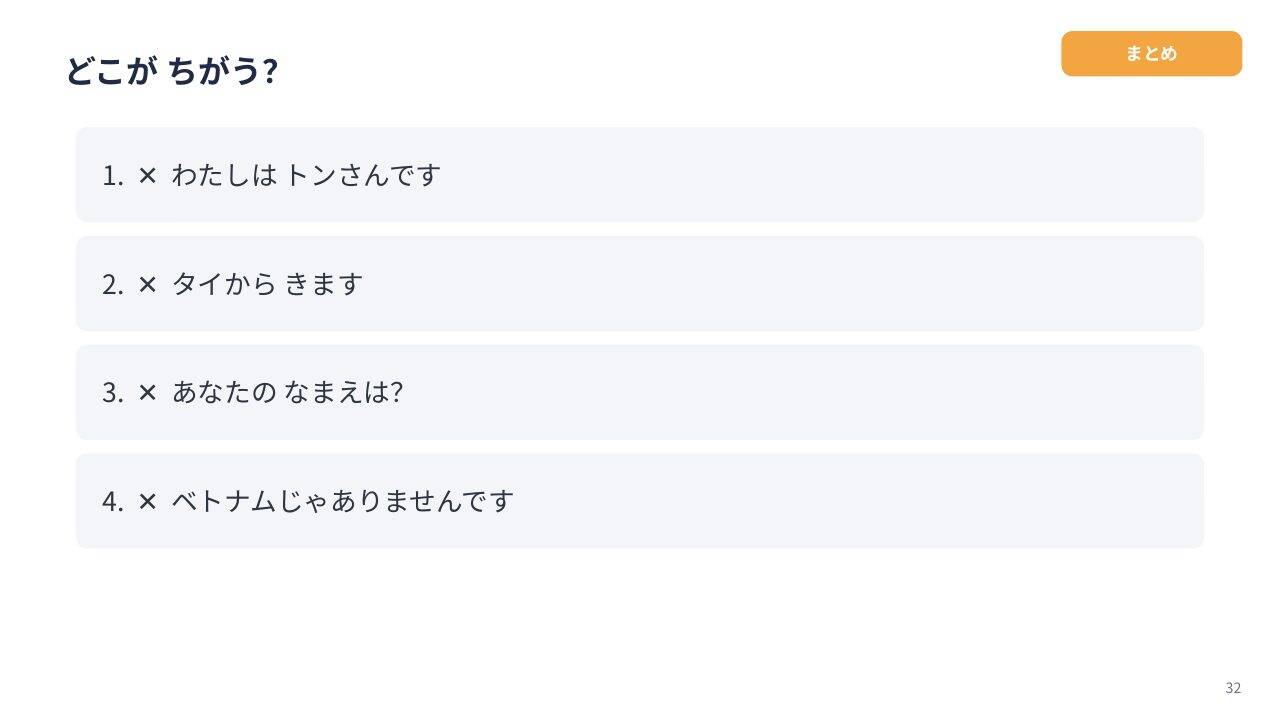 どこが ちがう?
まとめ
1. ✕ わたしは トンさんです
2. ✕ タイから きます
3. ✕ あなたの なまえは?
4. ✕ ベトナムじゃありませんです
32